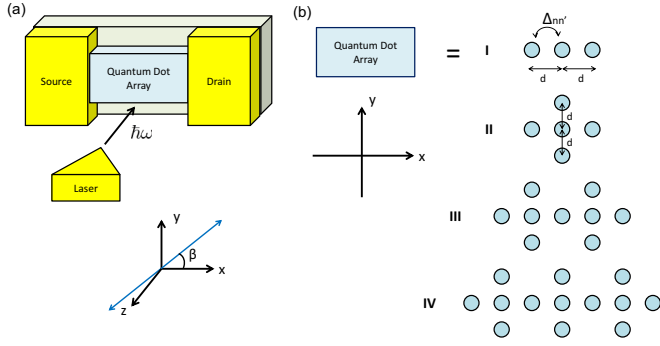 (a)
Source
Quantum Dot
Array
Drain
ħω
Laser
y
β
x
z
(b)
Quantum Dot
Array
=
y
x
I
Δnn′
d
d
II
d
d
III
IV